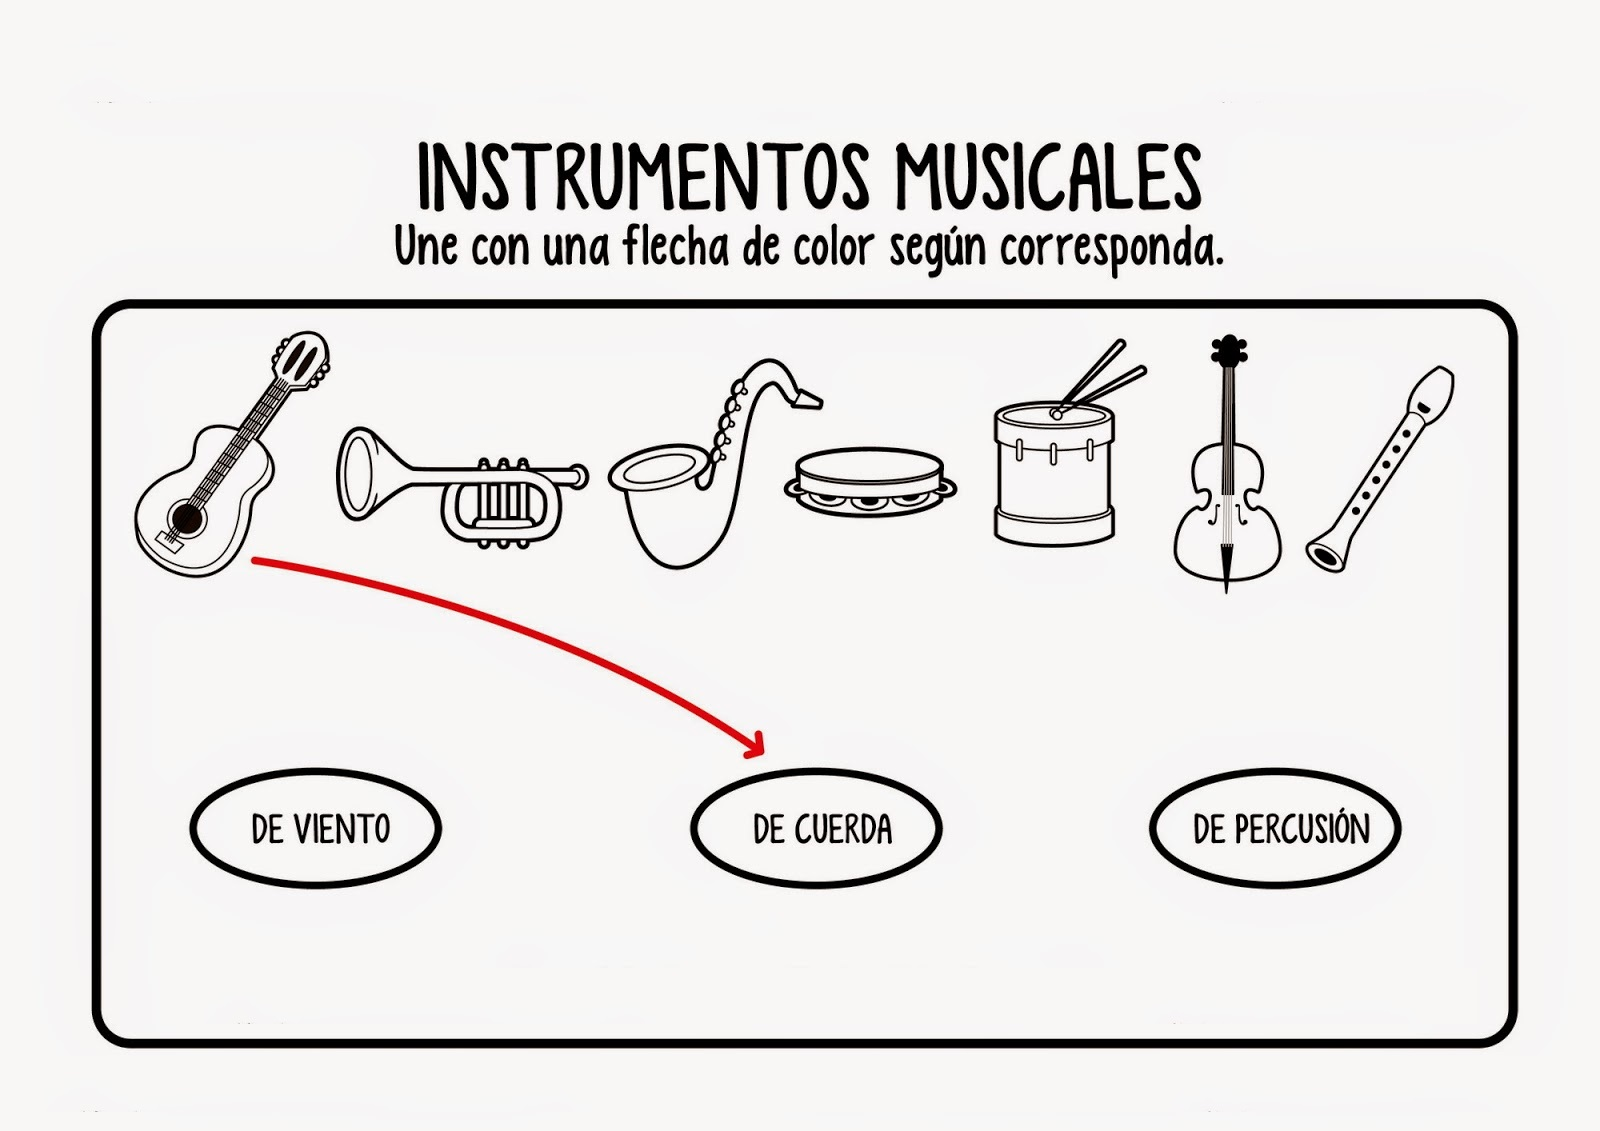 INSTRUMENTOS MUSICALES
Une con una flecha de color según corresponda.
DE VIENTO
DE CUERDA
DE PERCUSIÓN